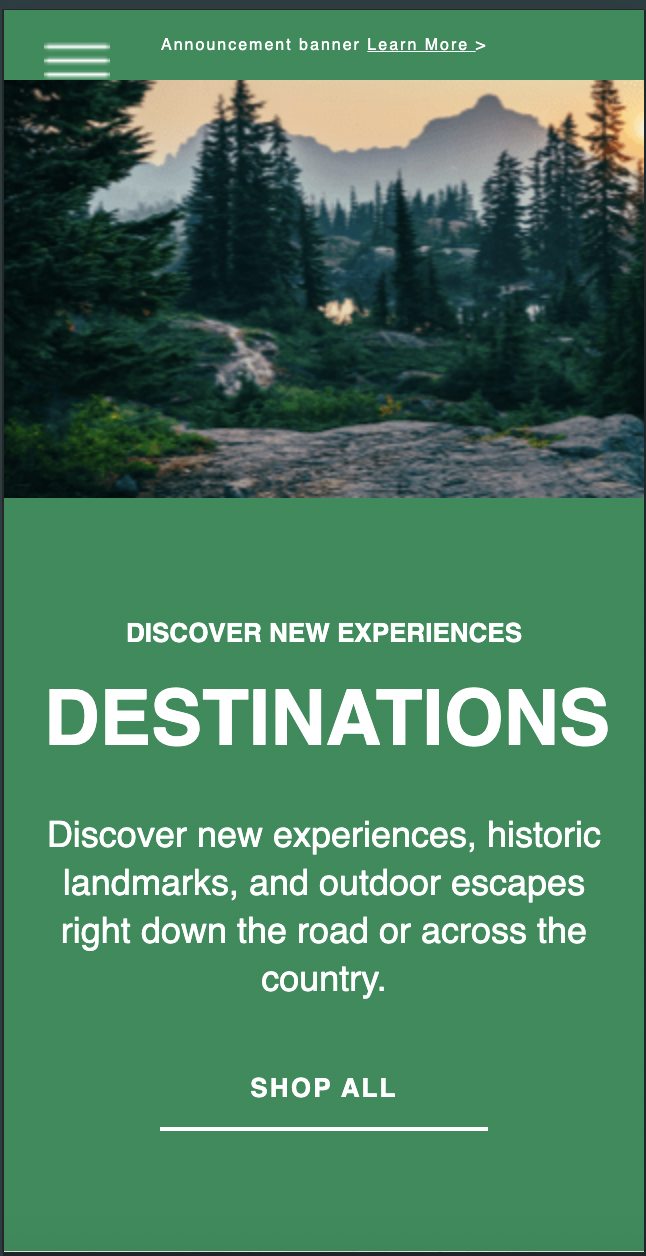 Announcement banner Learn More >
DISCOVER NEW EXPERIENCES
DESTINATIONS
Discover new experiences, historic
landmarks, and outdoor escapes
right down the road or across the
country.
SHOP ALL